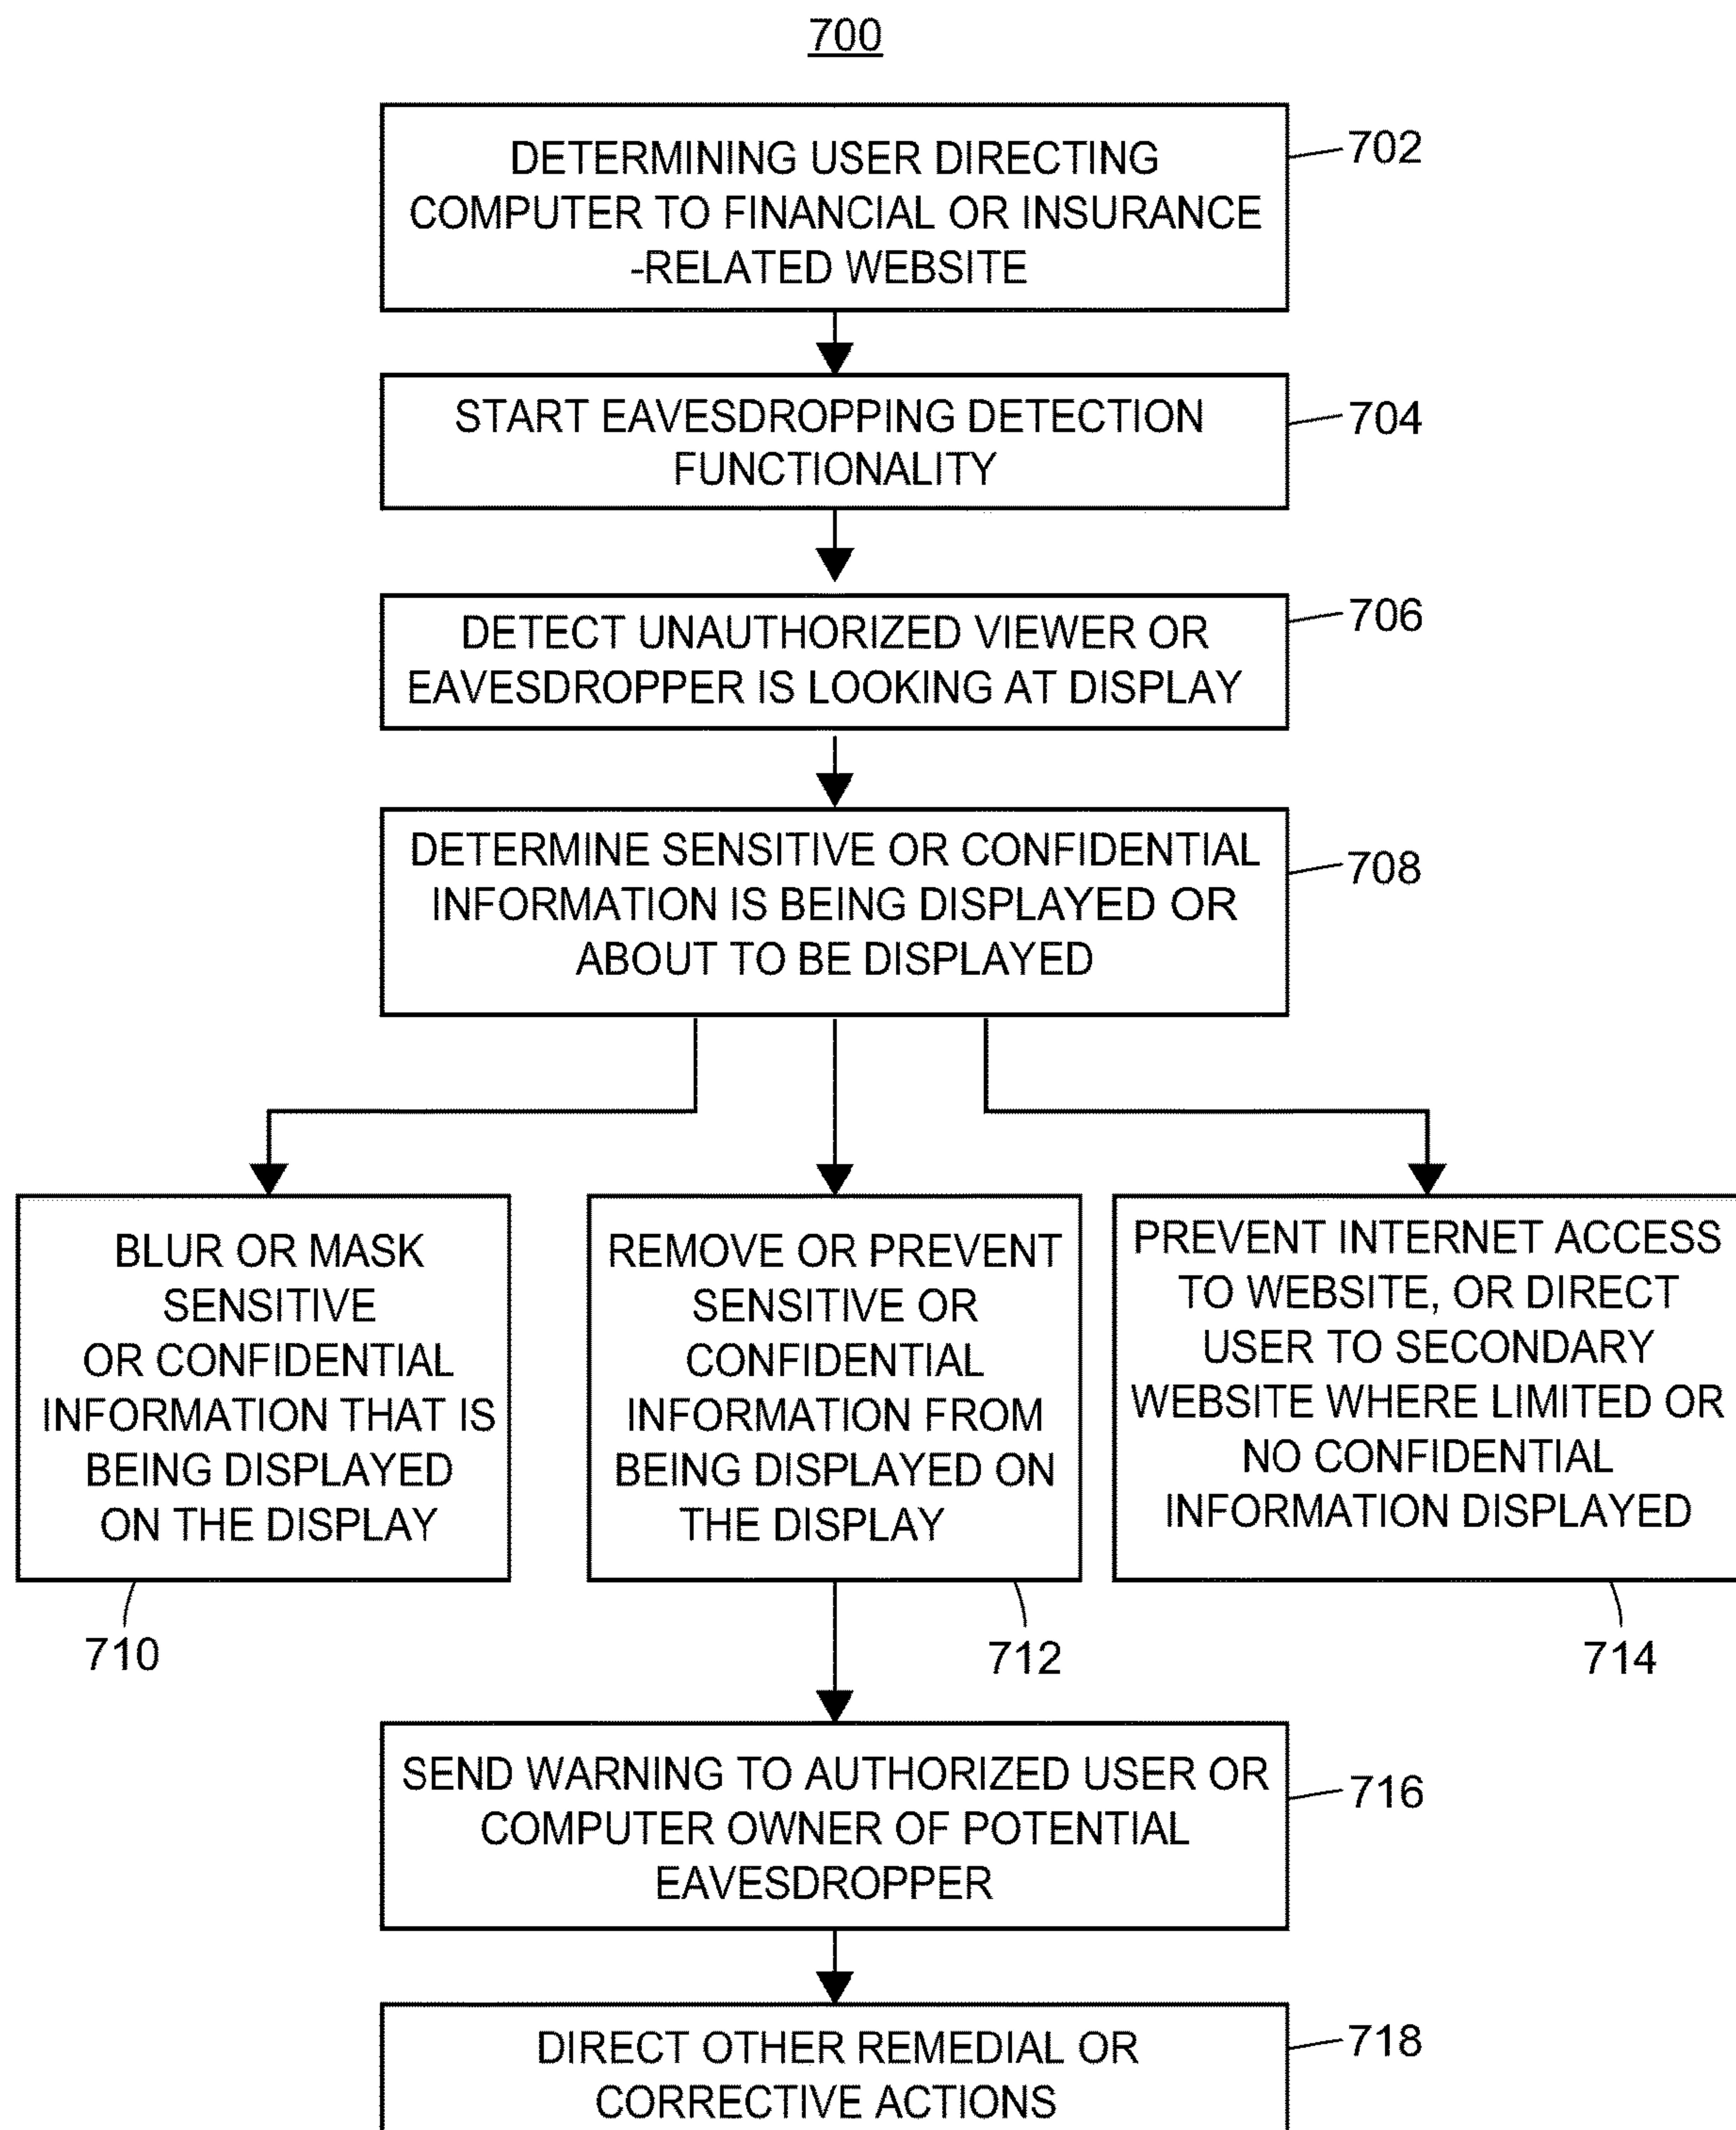 700
DETERMINING USER DIRECTING
COMPUTER TO FINANCIAL OR INSURANCE
-RELATED WEBSITE
702
START EAVESDROPPING DETECTION
FUNCTIONALITY
704
DETECT UNAUTHORIZED VIEWER OR
EAVESDROPPER IS LOOKING AT DISPLAY
706
DETERMINE SENSITIVE OR CONFIDENTIAL
INFORMATION IS BEING DISPLAYED OR
ABOUT TO BE DISPLAYED
708
BLUR OR MASK
SENSITIVE
OR CONFIDENTIAL
INFORMATION THAT IS
BEING DISPLAYED
ON THE DISPLAY
710
REMOVE OR PREVENT
SENSITIVE OR
CONFIDENTIAL
INFORMATION FROM
BEING DISPLAYED ON
THE DISPLAY
712
PREVENT INTERNET ACCESS
TO WEBSITE, OR DIRECT
USER TO SECONDARY
WEBSITE WHERE LIMITED OR
NO CONFIDENTIAL
INFORMATION DISPLAYED
714
SEND WARNING TO AUTHORIZED USER OR
COMPUTER OWNER OF POTENTIAL
EAVESDROPPER
716
DIRECT OTHER REMEDIAL OR
CORRECTIVE ACTIONS
718